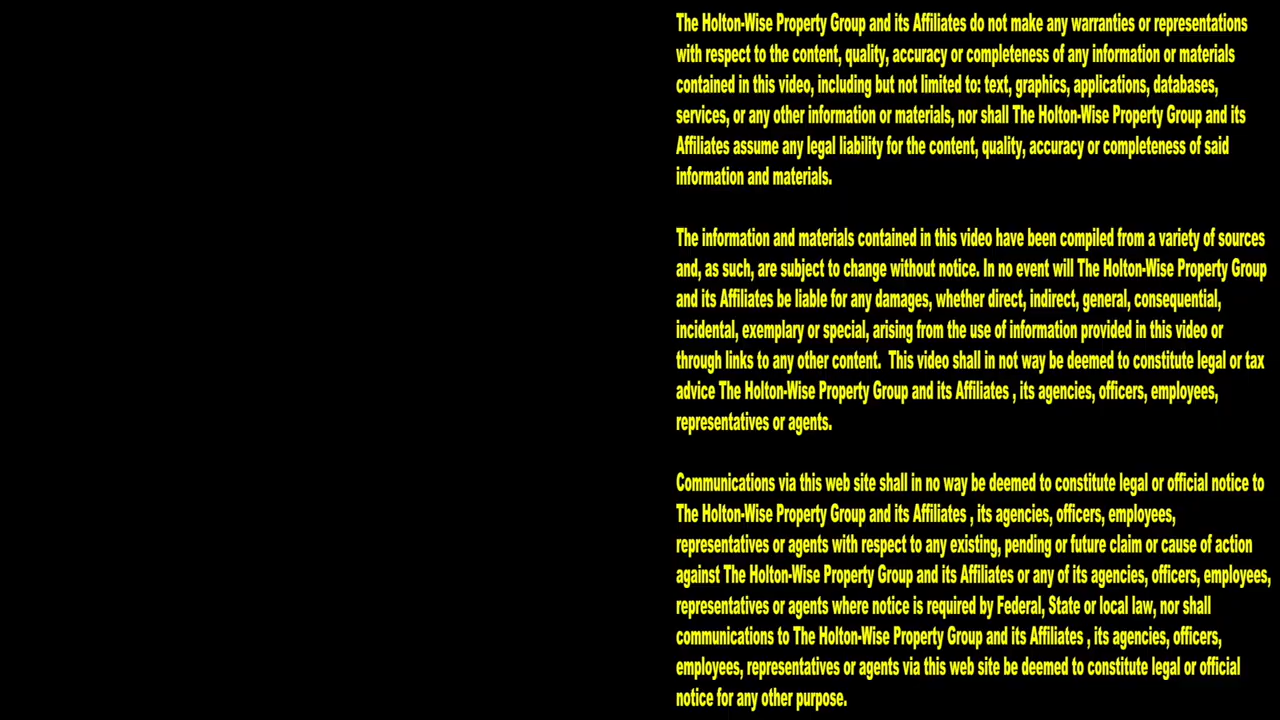 The Holton-Wise Property Group and its Affiliates do not make any warranties or representations
with respect to the content, quality, accuracy or completeness of any information or materials
contained in this video, including but not limited to: text, graphics, applications, databases,
services, or any other information or materials, nor shall The Holton-Wise Property Group and its
Affiliates assume any legal liability for the content, quality, accuracy or completeness of said
information and materials.
The information and materials contained in this video have been compiled from a variety of sources
and, as such, are subject to change without notice. In no event will The Holton-Wise Property Group
and its Affiliates be liable for any damages, whether direct, indirect, general, consequential,
incidental, exemplary or special, arising from the use of information provided in this video or
through links to any other content.  This video shall in not way be deemed to constitute legal or tax
advice The Holton-Wise Property Group and its Affiliates , its agencies, officers, employees,
representatives or agents.
Communications via this web site shall in no way be deemed to constitute legal or official notice to
The Holton-Wise Property Group and its Affiliates , its agencies, officers, employees,
representatives or agents with respect to any existing, pending or future claim or cause of action
against The Holton-Wise Property Group and its Affiliates or any of its agencies, officers, employees,
representatives or agents where notice is required by Federal, State or local law, nor shall
communications to The Holton-Wise Property Group and its Affiliates , its agencies, officers,
employees, representatives or agents via this web site be deemed to constitute legal or official
notice for any other purpose.